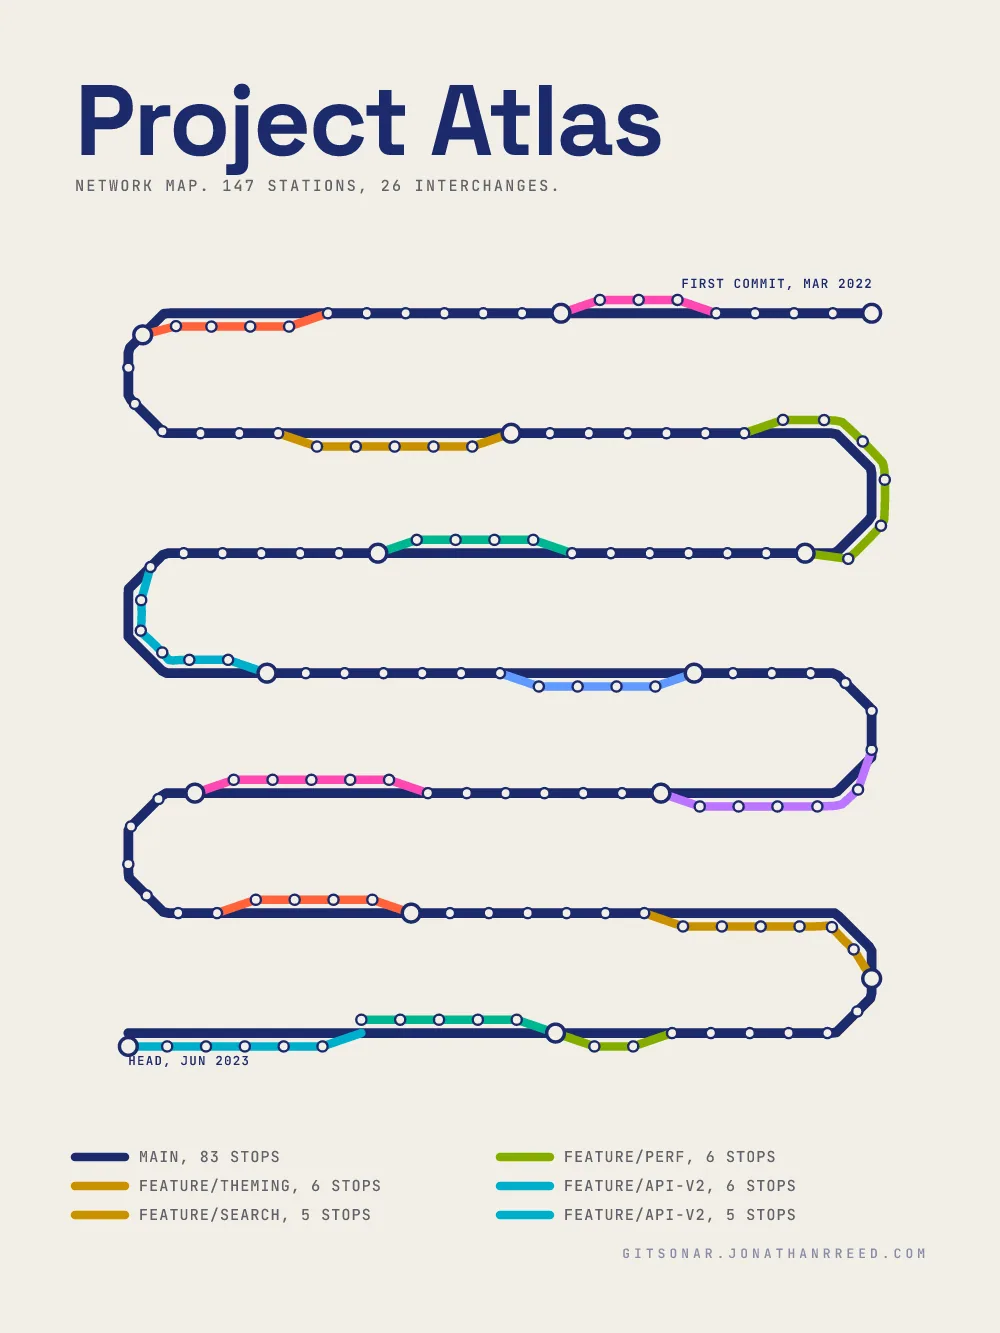 Project Atlas
NETWORK MAP. 147 STATIONS, 26 INTERCHANGES.
FIRST COMMIT, MAR 2022
HEAD, JUN 2023
MAIN, 83 STOPS
FEATURE/THEMING, 6 STOPS
FEATURE/SEARCH, 5 STOPS
FEATURE/PERF, 6 STOPS
FEATURE/API-V2, 6 STOPS
FEATURE/API-V2, 5 STOPS
GITSONAR.JONATHANRREED.COM